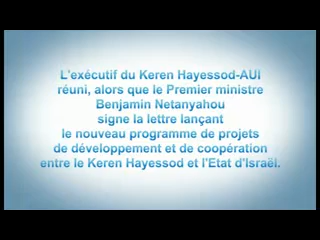 L'exécutif du Keren Hayessod-AUI
réuni, alors que le Premier ministre
Benjamin Netanyahou
signe la lettre lançant
le nouveau programme de projets
de développement et de coopération
entre le Keren Hayessod et l'Etat d'Israël.